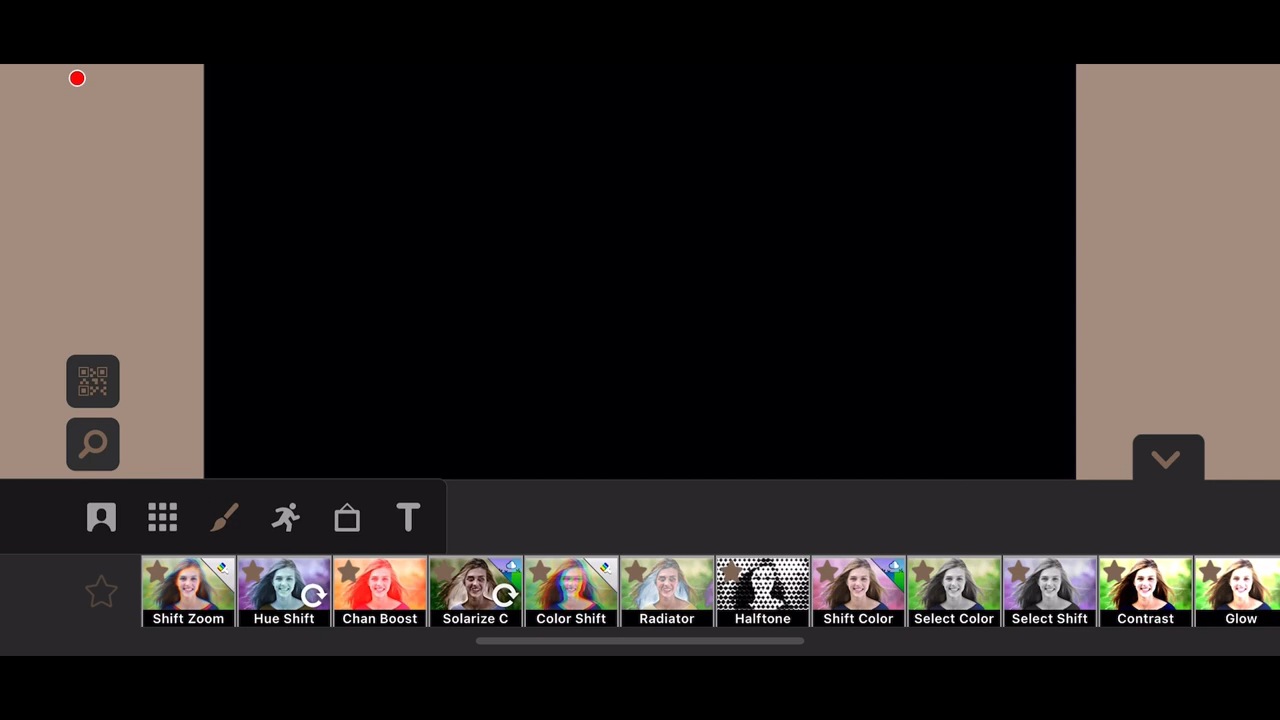 T
Shift Zoom
Hue Shift
Chan Boost
Solarize C
Color Shift
Radiator
Halftone
Shift Color
Select Color
Select Shift
Contrast
Glow